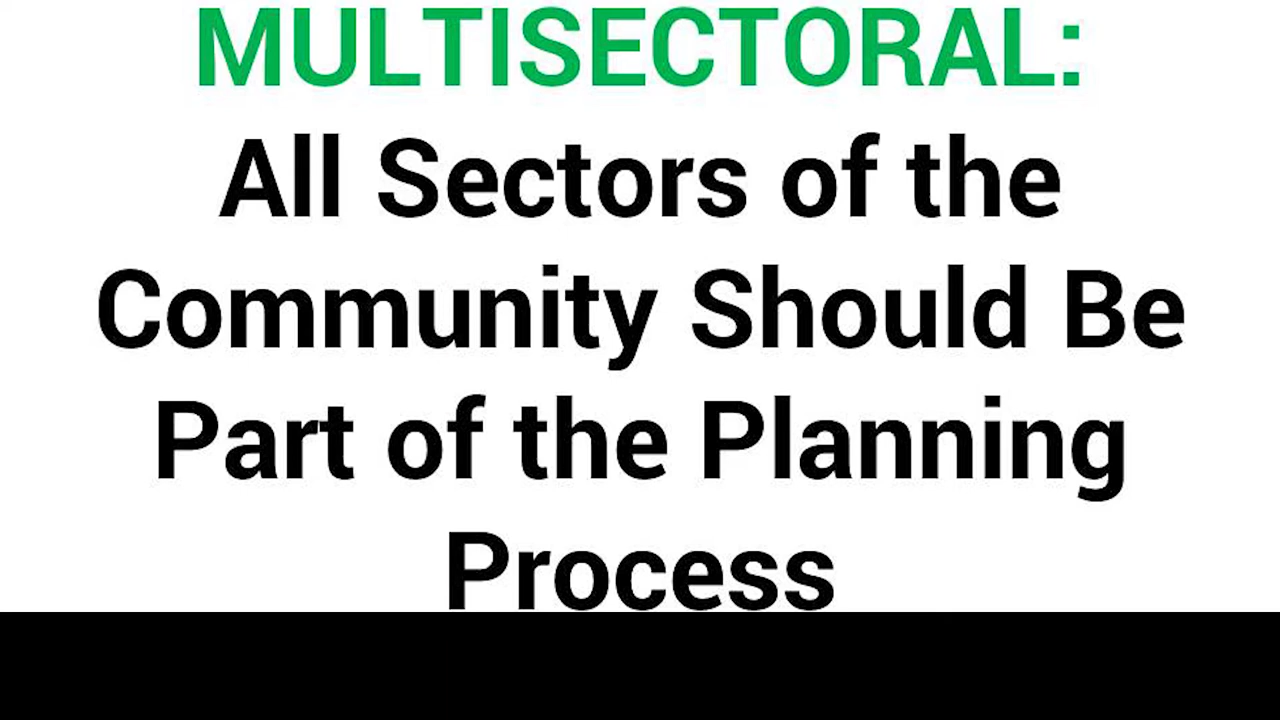 MULTISECTORAL:
All Sectors of the
Community Should Be
Part of the Planning
Process